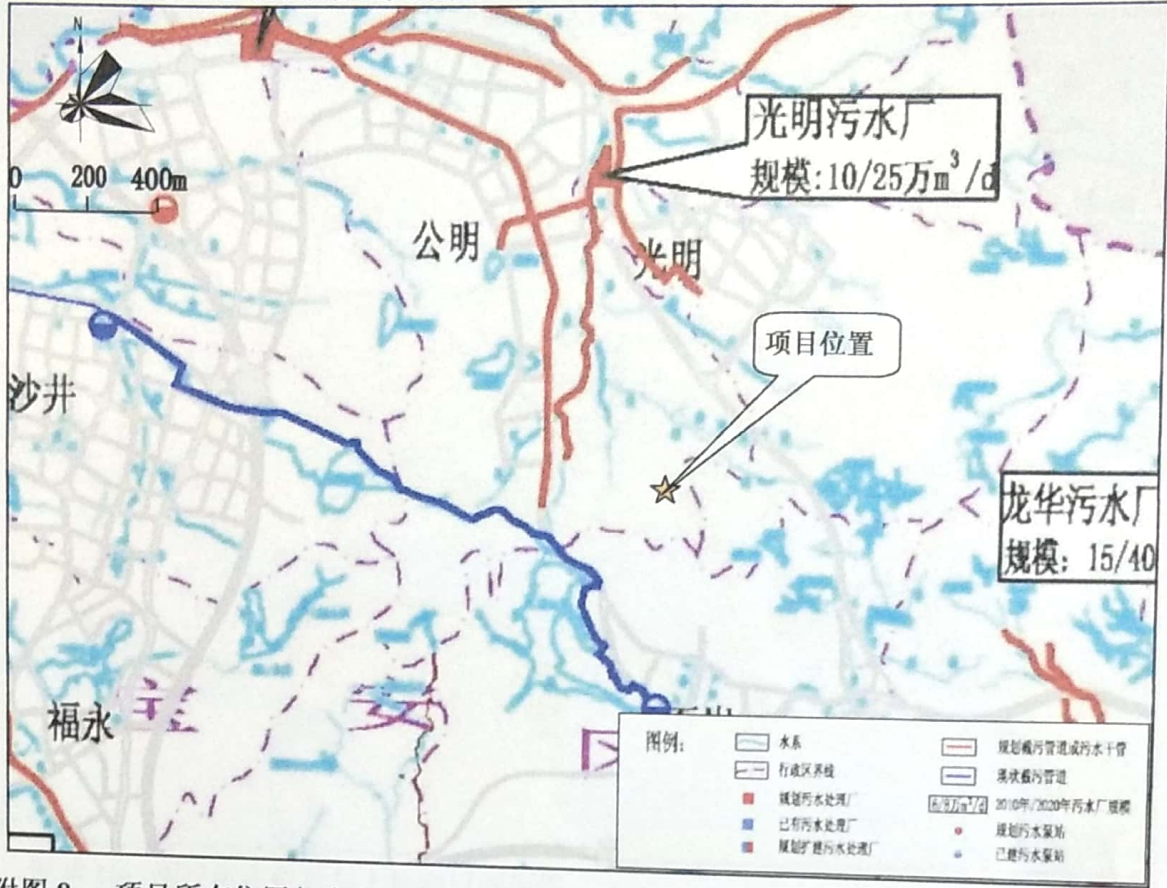 N
0 200 400m
光明污水厂
规模:10/25万m³/d
公明
光明
项目位置
沙井
龙华污水厂
规模: 15/40
福永
宝 安 区
图例:
水系
行政区界线
规划污水处理厂
已有污水处理厂
规划扩建污水处理厂
规划截污管道或污水干管
现状截污管道
2010年/2020年污水厂规模
规划污水泵站
已建污水泵站